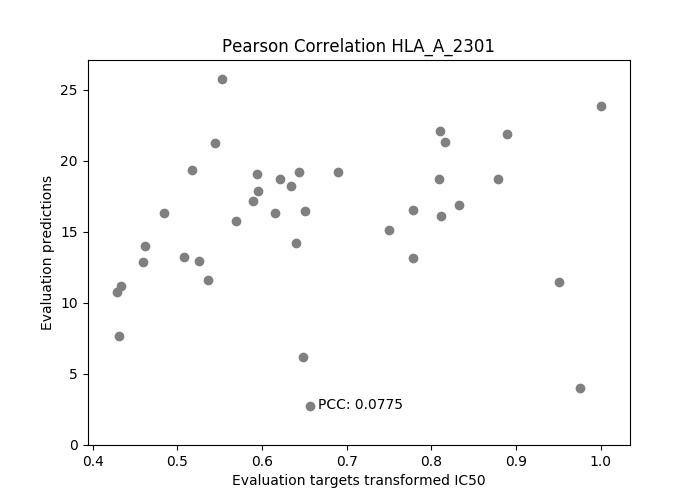 Pearson Correlation HLA_A_2301
25
20
15
10
5
0
Evaluation predictions
PCC: 0.0775
0.4 0.5 0.6 0.7 0.8 0.9 1.0
Evaluation targets transformed IC50